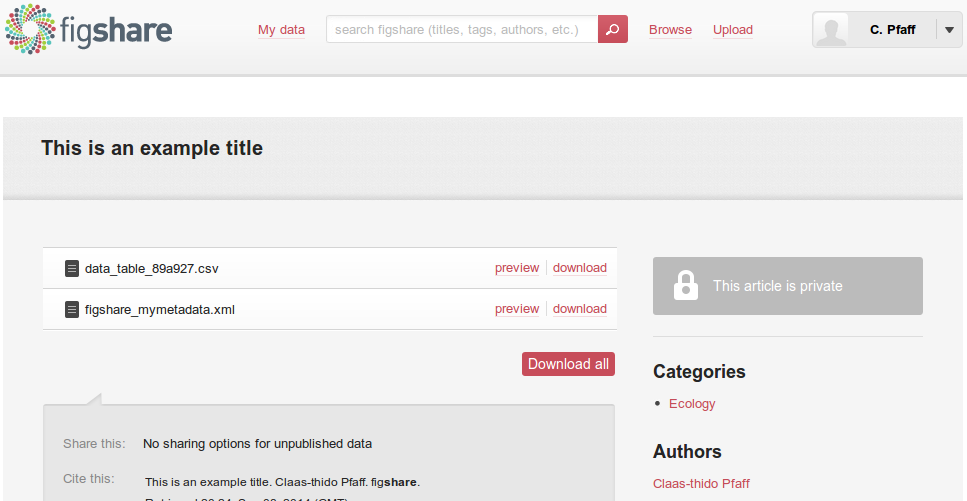 figshare
My data
search figshare (titles, tags, authors, etc.)
Browse
Upload
C. Pfaff
This is an example title
data_table_89a927.csv
preview
download
figshare_mymetadata.xml
preview
download
Download all
Share this: No sharing options for unpublished data
Cite this: This is an example title. Claas-thido Pfaff. figshare.
This article is private
Categories
• Ecology
Authors
Claas-thido Pfaff